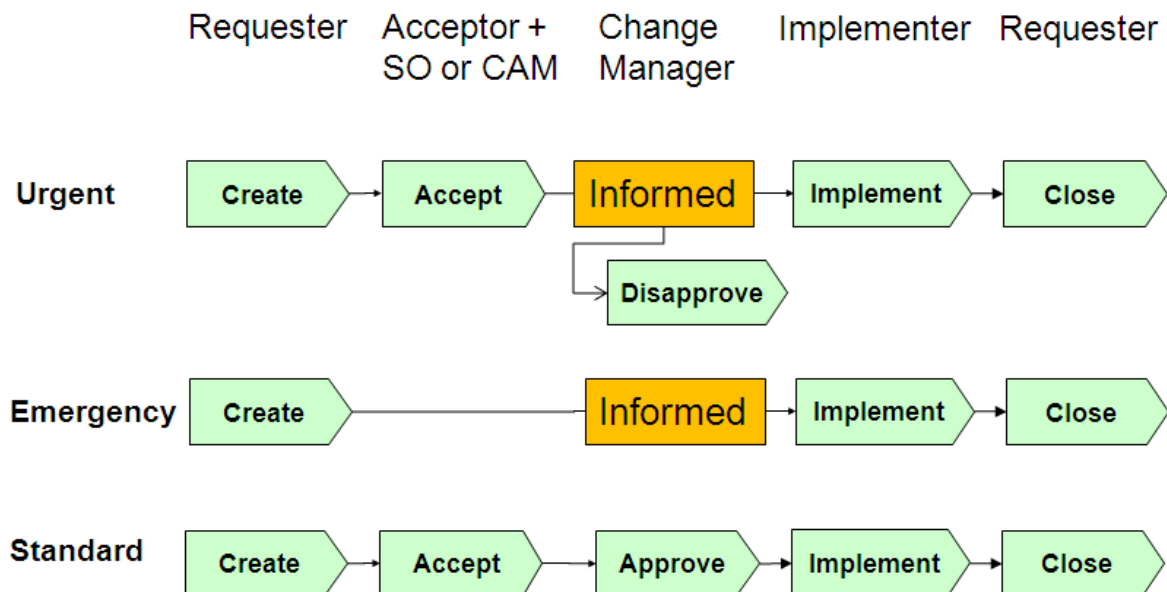 Requester
Acceptor +
SO or CAM
Change
Manager
Implementer
Requester
Urgent
Create
Accept
Informed
Implement
Close
Disapprove
Emergency
Create
Informed
Implement
Close
Standard
Create
Accept
Approve
Implement
Close